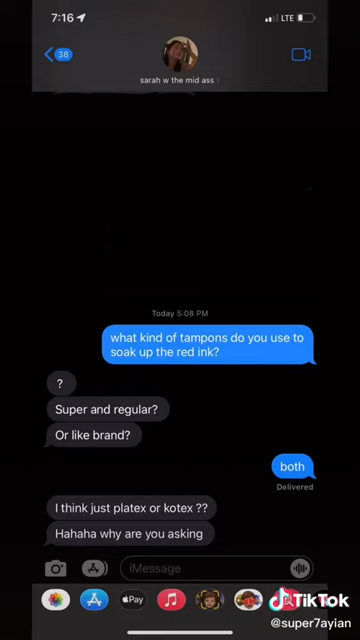 7:16
LTE
38
sarah w the mid ass
Today 5:08 PM
what kind of tampons do you use to
soak up the red ink?
?
Super and regular?
Or like brand?
both
Delivered
I think just platex or kotex ??
Hahaha why are you asking
iMessage
Pay
TikTok
@super7ayian